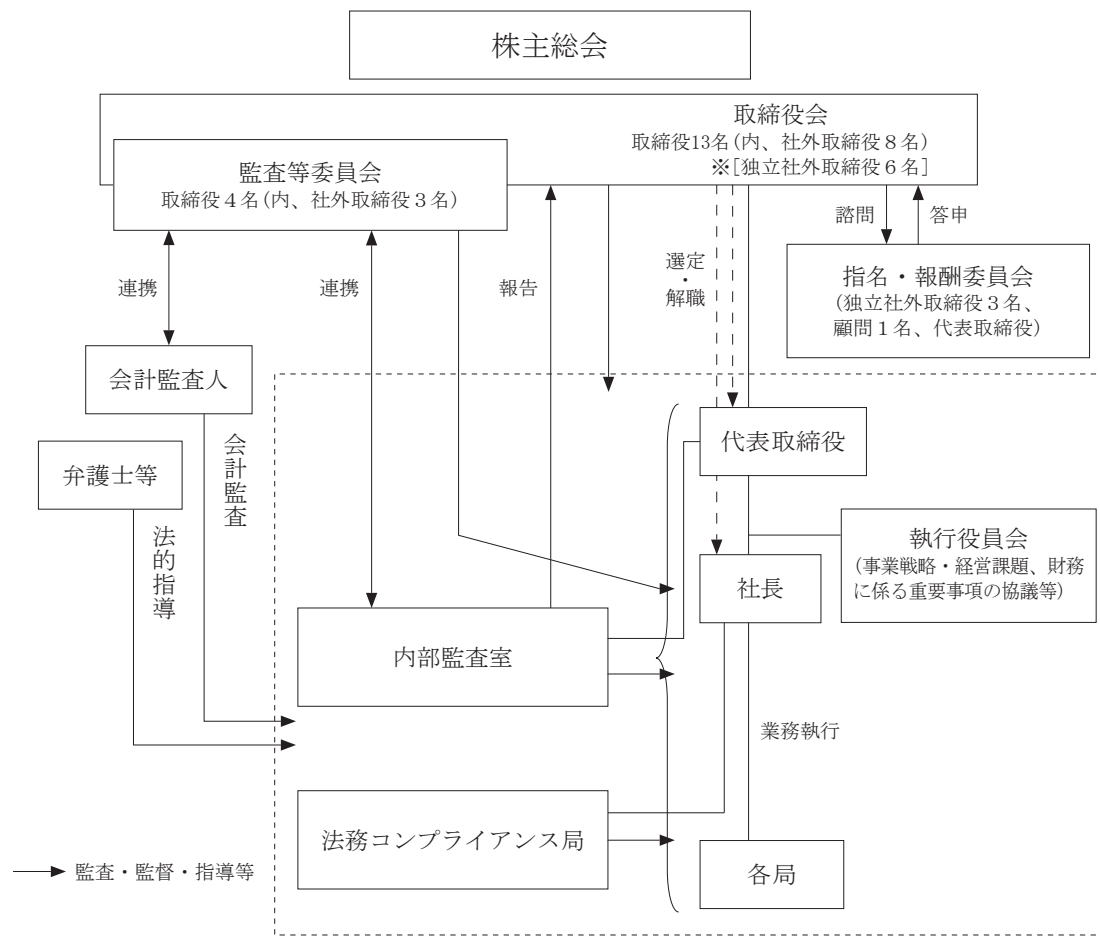 株主総会
取締役会
取締役13名（内、社外取締役８名）
※［独立社外取締役６名］
監査等委員会
取締役４名（内、社外取締役３名）
諮問
答申
連携
連携
報告
選定・解職
指名・報酬委員会
（独立社外取締役３名、
顧問１名、代表取締役）
会計監査人
会計監査
代表取締役
弁護士等
法的指導
執行役員会
（事業戦略・経営課題、財務
に係る重要事項の協議等）
社長
内部監査室
業務執行
法務コンプライアンス局
各局
監査・監督・指導等